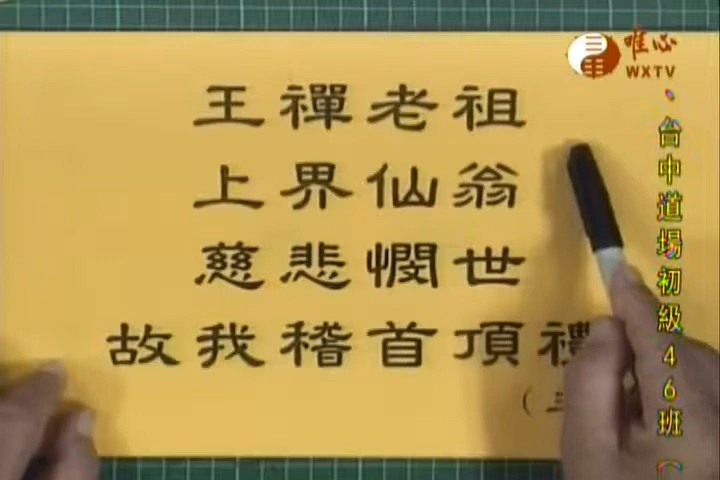 王禪老祖
上界仙翁
慈悲憫世
故我稽首頂禮
唯心
WXTV
台中道場初級46班